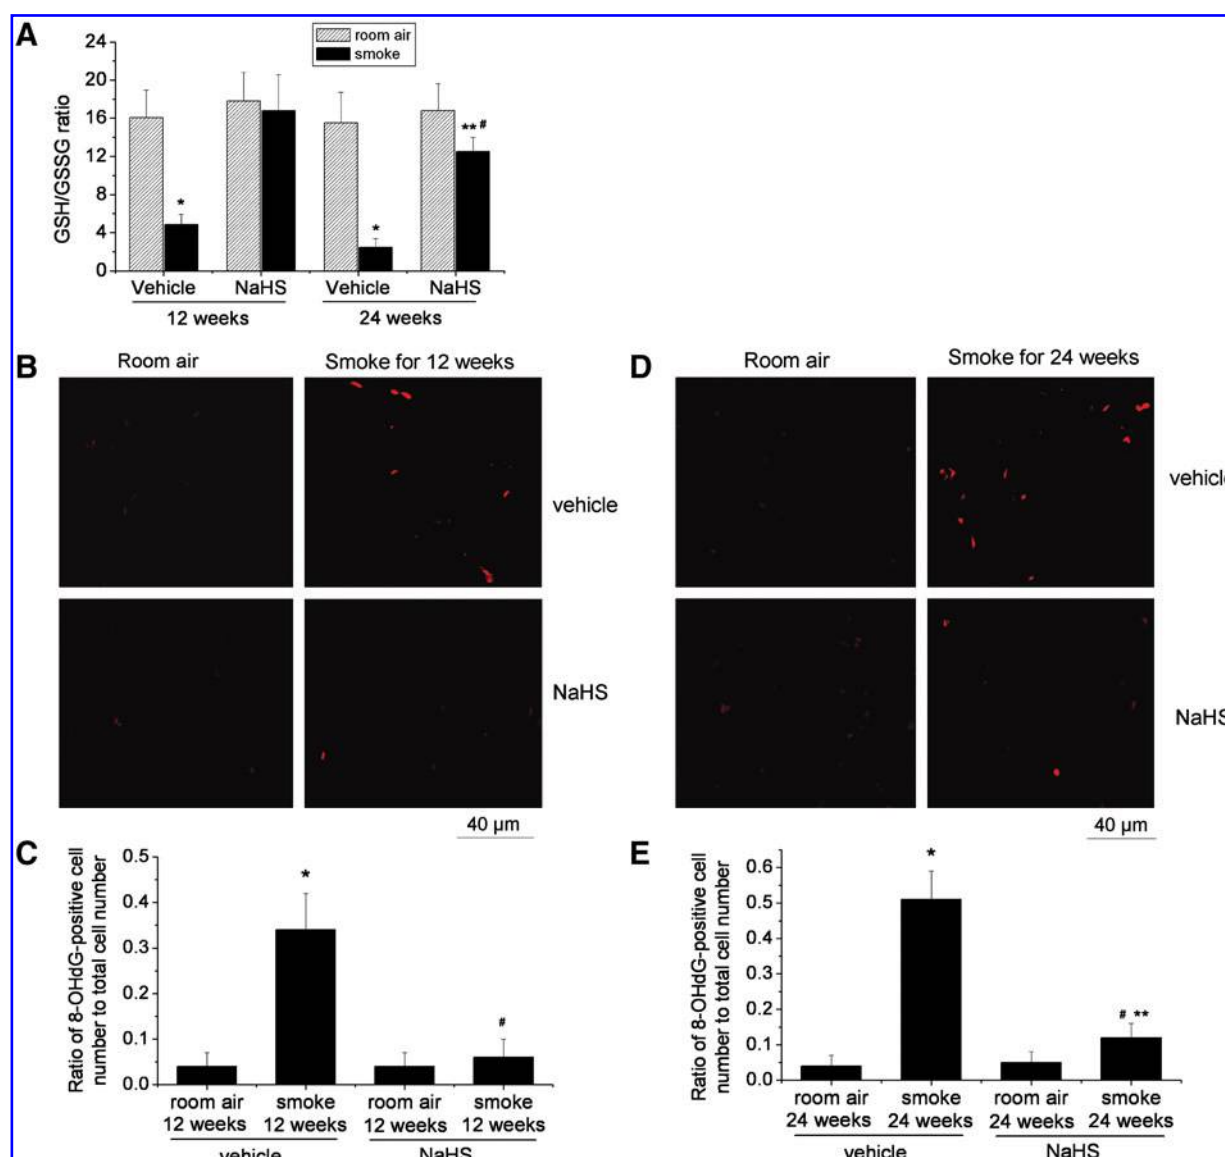 A
room air
smoke
GSH/GSSG ratio
24
20
16
12
8
4
0
*
*
** #
Vehicle
NaHS
Vehicle
NaHS
12 weeks
24 weeks
B
Room air
Smoke for 12 weeks
vehicle
NaHS
40 µm
D
Room air
Smoke for 24 weeks
vehicle
NaHS
40 µm
C
Ratio of 8-OHdG-positive cell
number to total cell number
0.5
0.4
0.3
0.2
0.1
0.0
*
#
room air
12 weeks
smoke
12 weeks
room air
12 weeks
smoke
12 weeks
vehicle
NaHS
E
Ratio of 8-OHdG-positive cell
number to total cell number
0.6
0.5
0.4
0.3
0.2
0.1
0.0
*
# **
room air
24 weeks
smoke
24 weeks
room air
24 weeks
smoke
24 weeks
vehicle
NaHS